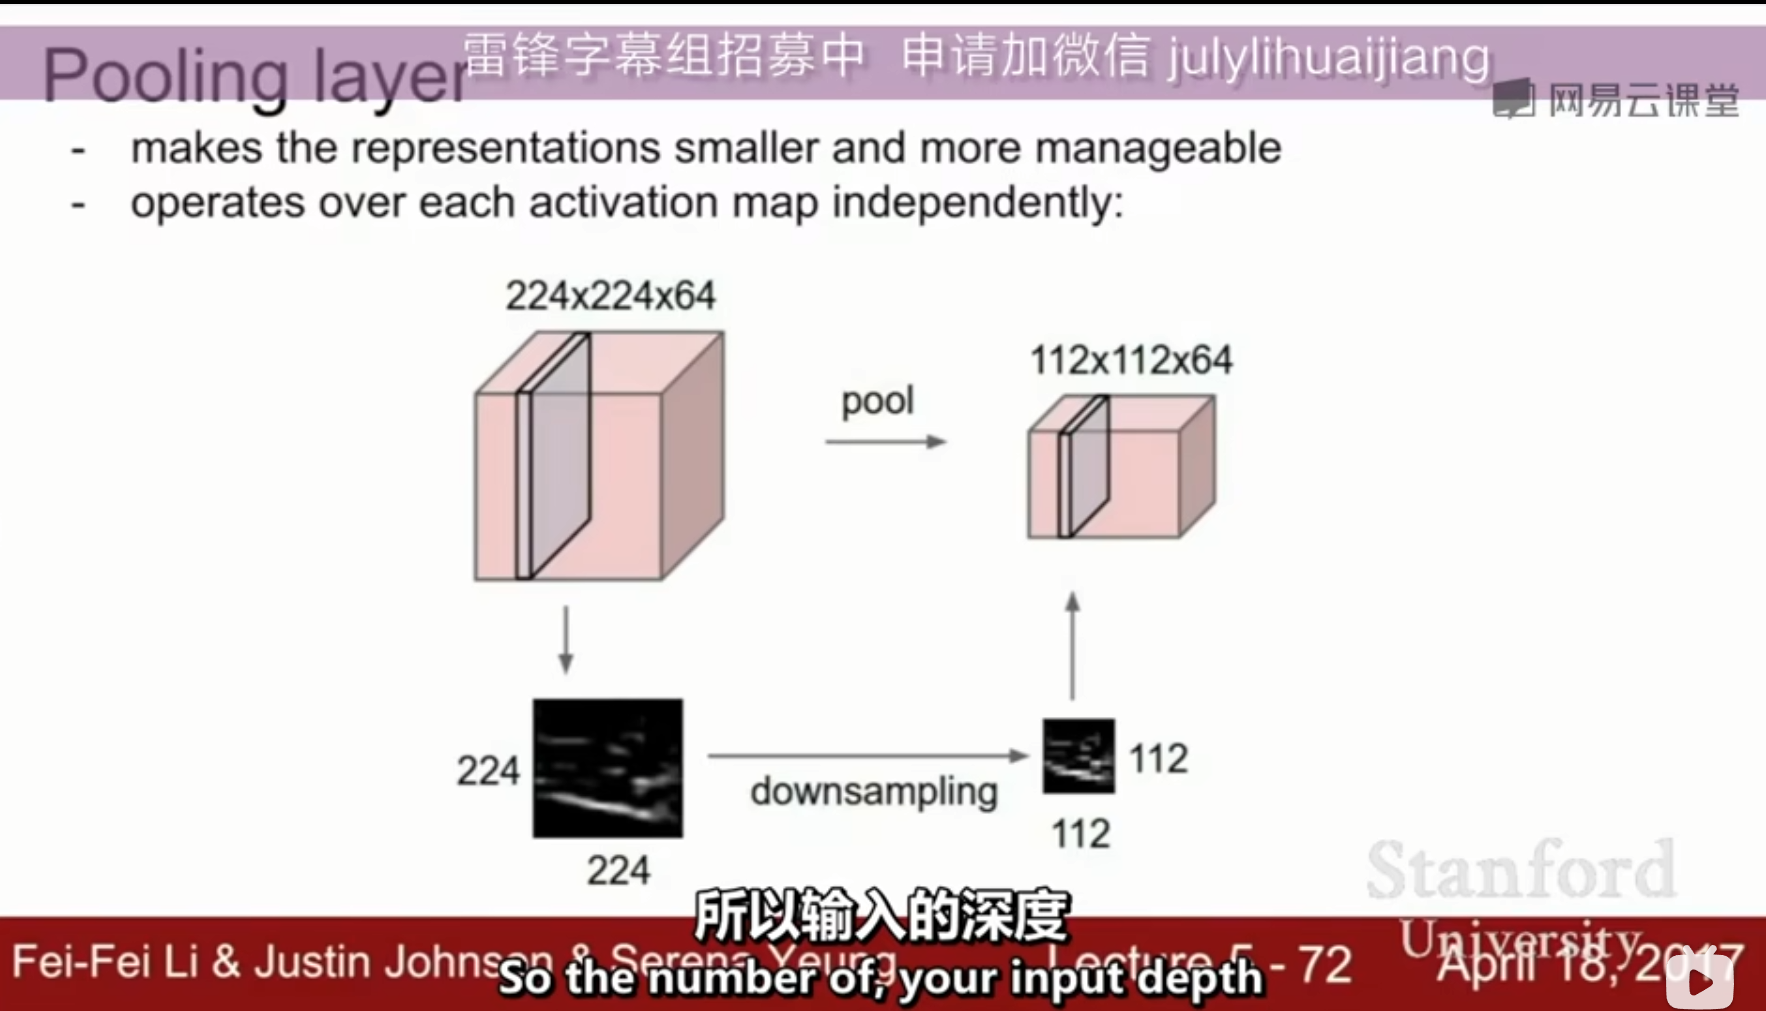 雷锋字幕组招募中 申请加微信 julylihuaijiang
Pooling layer
网易云课堂
- makes the representations smaller and more manageable
- operates over each activation map independently:
224x224x64
112x112x64
pool
224
224
downsampling
112
112
Stanford
University
所以输入的深度
Fei-Fei Li & Justin Johnson & Serena Yeung
Lecture 5 - 72
April 18, 2017
So the number of, your input depth